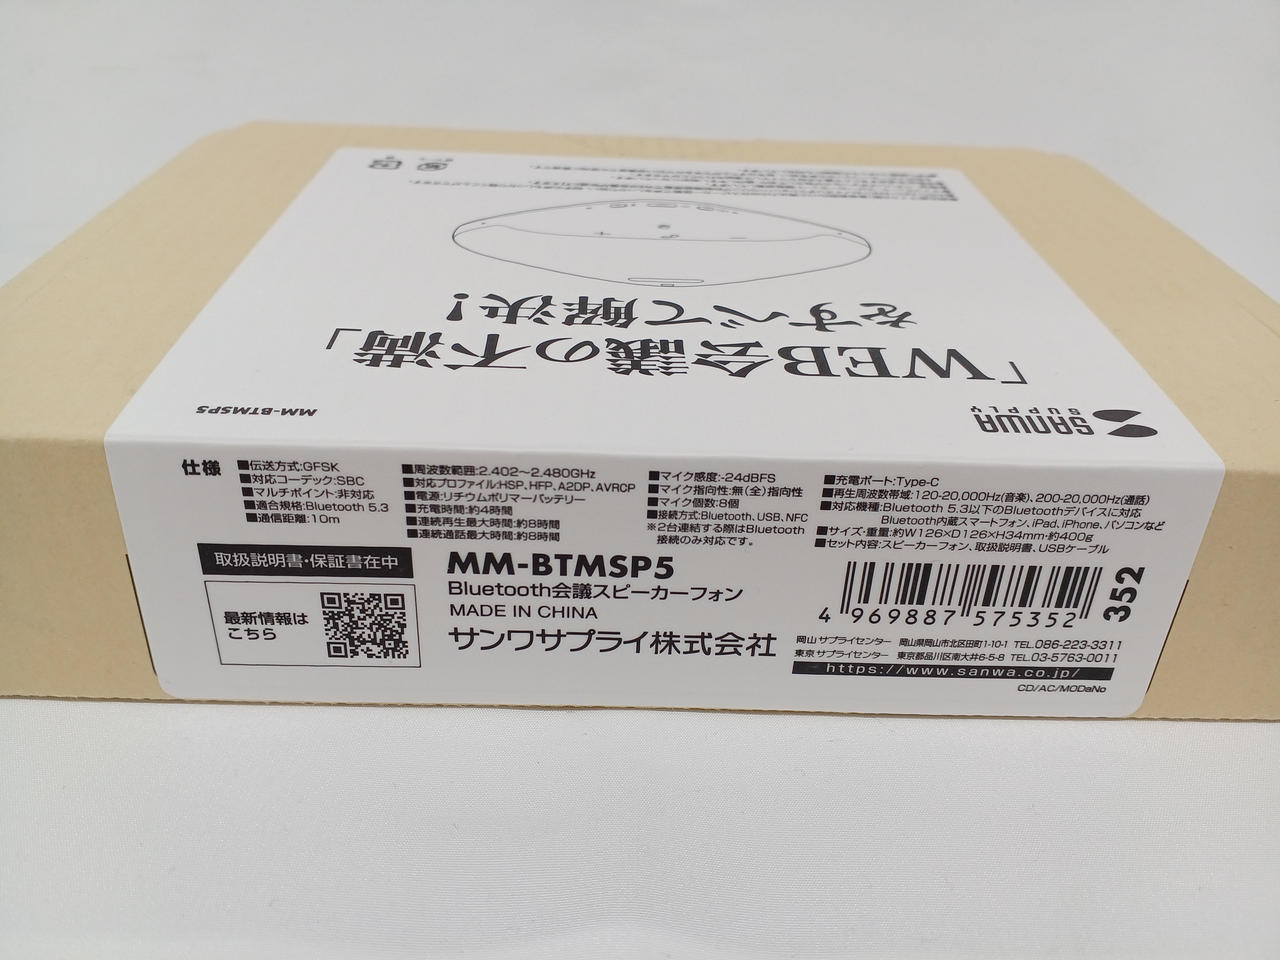 「WEB会議の不満」
をすべて解決!
SANWA
SUPPLY
MM-BTMSP5
仕様
■伝送方式:GFSK
■対応コーデック:SBC
■マルチポイント:非対応
■適合規格:Bluetooth 5.3
■通信距離:10m
■周波数範囲:2.402～2.480GHz
■対応プロファイル:HSP、HFP、A2DP、AVRCP
■電源:リチウムポリマーバッテリー
■充電時間:約4時間
■連続再生最大時間:約8時間
■連続通話最大時間:約8時間
■マイク感度:-24dBFS
■マイク指向性:無(全)指向性
■マイク個数:8個
■接続方式:Bluetooth、USB、NFC
※2台連結する際はBluetooth
接続のみ対応です。
■充電ポート:Type-C
■再生周波数帯域:120-20,000Hz(音楽)、200-20,000Hz(通話)
■対応機種:Bluetooth 5.3以下のBluetoothデバイスに対応
Bluetooth内蔵スマートフォン、iPad、iPhone、パソコンなど
■サイズ・重量:約W126×D126×H34mm・約400g
■セット内容:スピーカーフォン、取扱説明書、USBケーブル
取扱説明書・保証書在中
最新情報は
こちら
MM-BTMSP5
Bluetooth会議スピーカーフォン
MADE IN CHINA
サンワサプライ株式会社
4 969887 575352
352
岡山サプライセンター 岡山県岡山市北区田町1-10-1 TEL.086-223-3311
東京サプライセンター 東京都品川区南大井6-5-8 TEL.03-5763-0011
https://www.sanwa.co.jp/
CD/AC/MODaNo